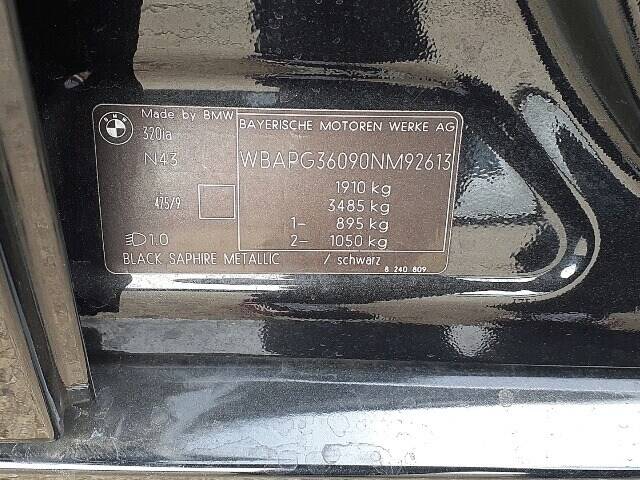 BMW
Made by BMW
320ia
N43
475/9
1.0
BLACK SAPHIRE METALLIC / schwarz
BAYERISCHE MOTOREN WERKE AG
WBAPG36090NM92613
1910 kg
3485 kg
1- 895 kg
2- 1050 kg
8 240 809